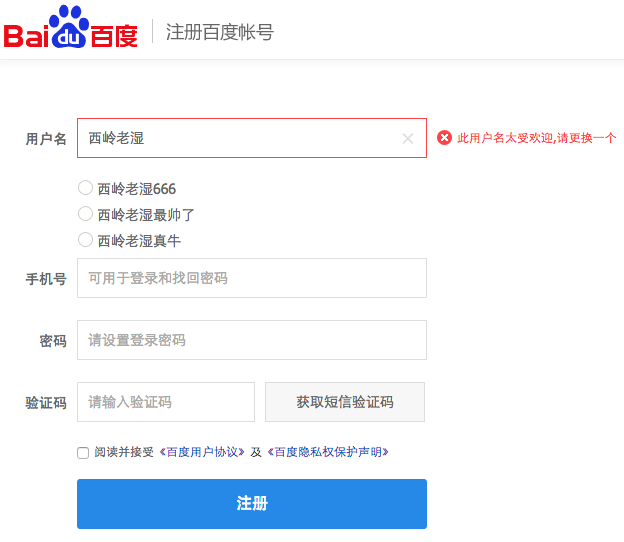 Bai du 百度 注册百度帐号
用户名 西岭老湿 此用户名太受欢迎,请更换一个
西岭老湿666
西岭老湿最帅了
西岭老湿真牛
手机号 可用于登录和找回密码
密码 请设置登录密码
验证码 请输入验证码 获取短信验证码
阅读并接受《百度用户协议》及《百度隐私权保护声明》
注册